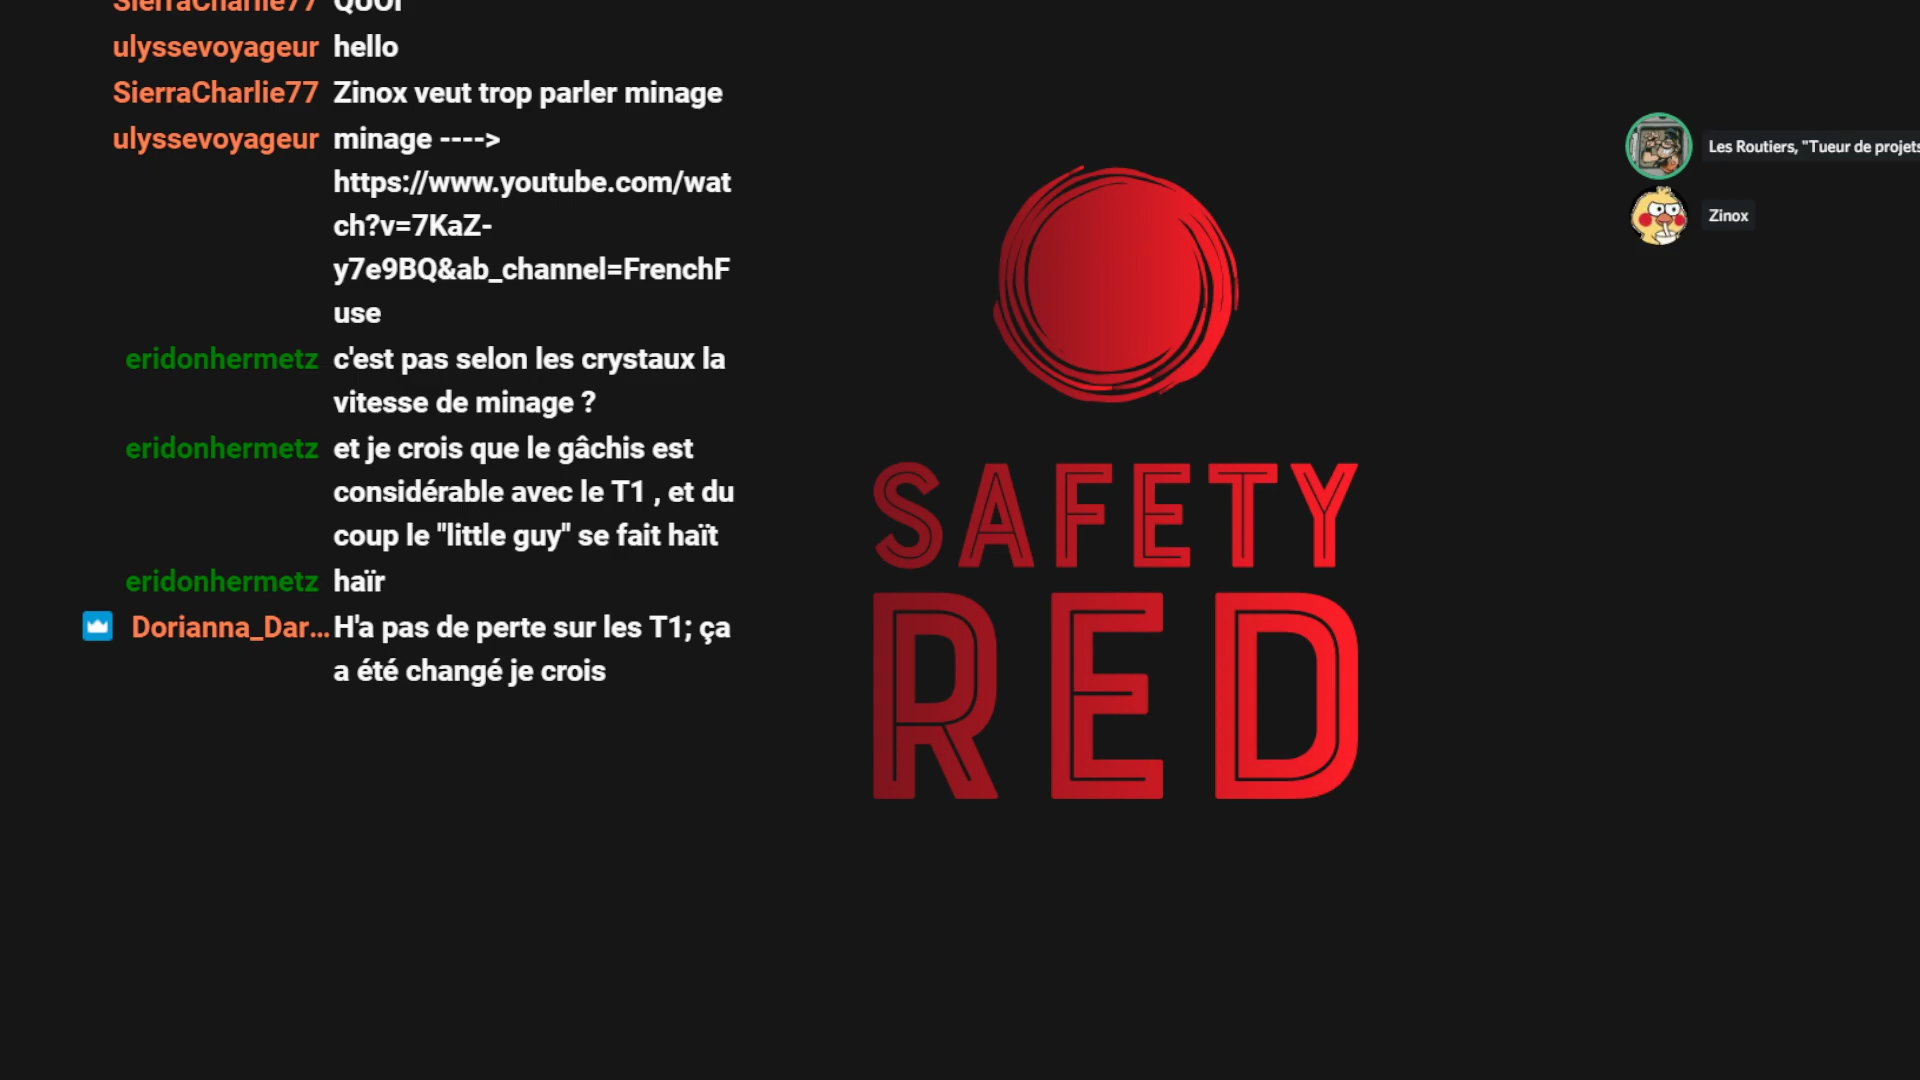 SierraCharlie77 QUOI
ulyssevoyageur hello
SierraCharlie77 Zinox veut trop parler minage
ulyssevoyageur minage ---->
https://www.youtube.com/wat
ch?v=7KaZ-
y7e9BQ&ab_channel=FrenchF
use
eridonhermetz c'est pas selon les crystaux la
vitesse de minage ?
eridonhermetz et je crois que le gâchis est
considérable avec le T1 , et du
coup le "little guy" se fait haït
eridonhermetz haïr
Dorianna_Dar... H'a pas de perte sur les T1; ça
a été changé je crois
SAFETY
RED
Les Routiers, "Tueur de projets
Zinox